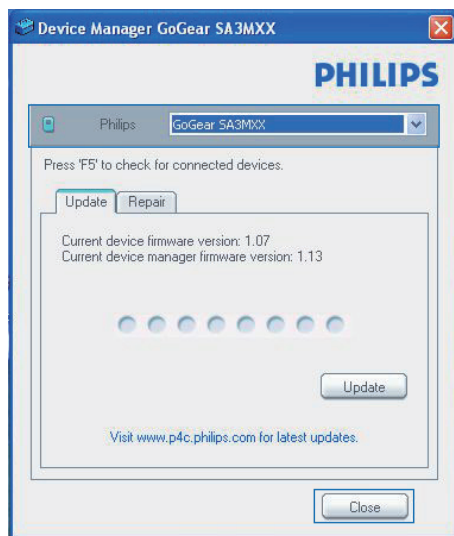 Device Manager GoGear SA3MXX
PHILIPS
Philips GoGear SA3MXX
Press 'F5' to check for connected devices.
Update Repair
Current device firmware version: 1.07
Current device manager firmware version: 1.13
Update
Visit www.p4c.philips.com for latest updates.
Close